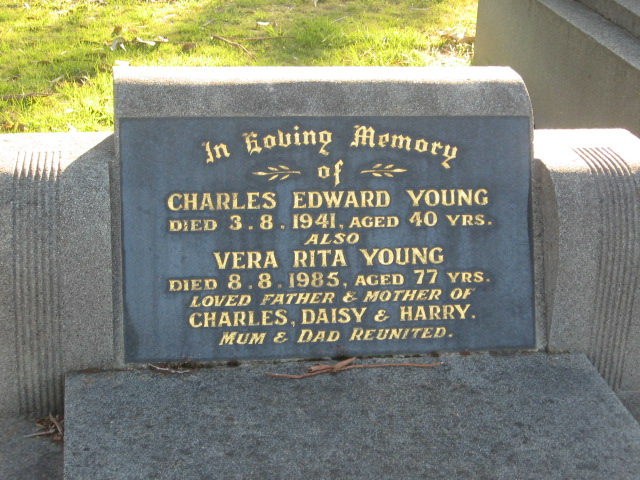 In Loving Memory
of
CHARLES EDWARD YOUNG
DIED 3.8.1941, AGED 40 YRS.
ALSO
VERA RITA YOUNG
DIED 8.8.1985, AGED 77 YRS.
LOVED FATHER & MOTHER OF
CHARLES, DAISY & HARRY.
MUM & DAD REUNITED.